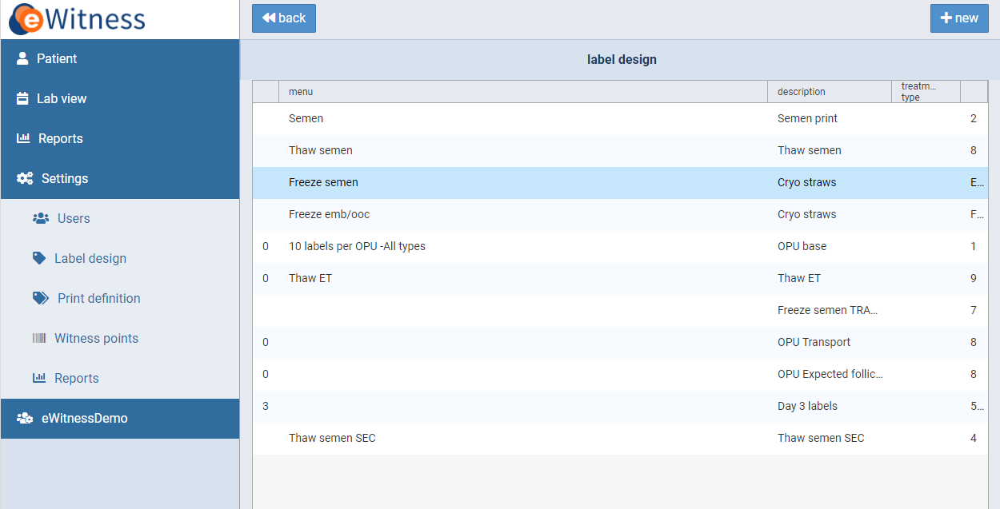 eWitness
back
new
Patient
Lab view
Reports
Settings
Users
Label design
Print definition
Witness points
Reports
eWitnessDemo
label design
menu description treatm... type
Semen Semen print 2
Thaw semen Thaw semen 8
Freeze semen Cryo straws E...
Freeze emb/ooc Cryo straws F...
0 10 labels per OPU -All types OPU base 1
0 Thaw ET Thaw ET 9
Freeze semen TRA... 7
0 OPU Transport 8
0 OPU Expected follic... 8
3 Day 3 labels 5...
Thaw semen SEC Thaw semen SEC 4